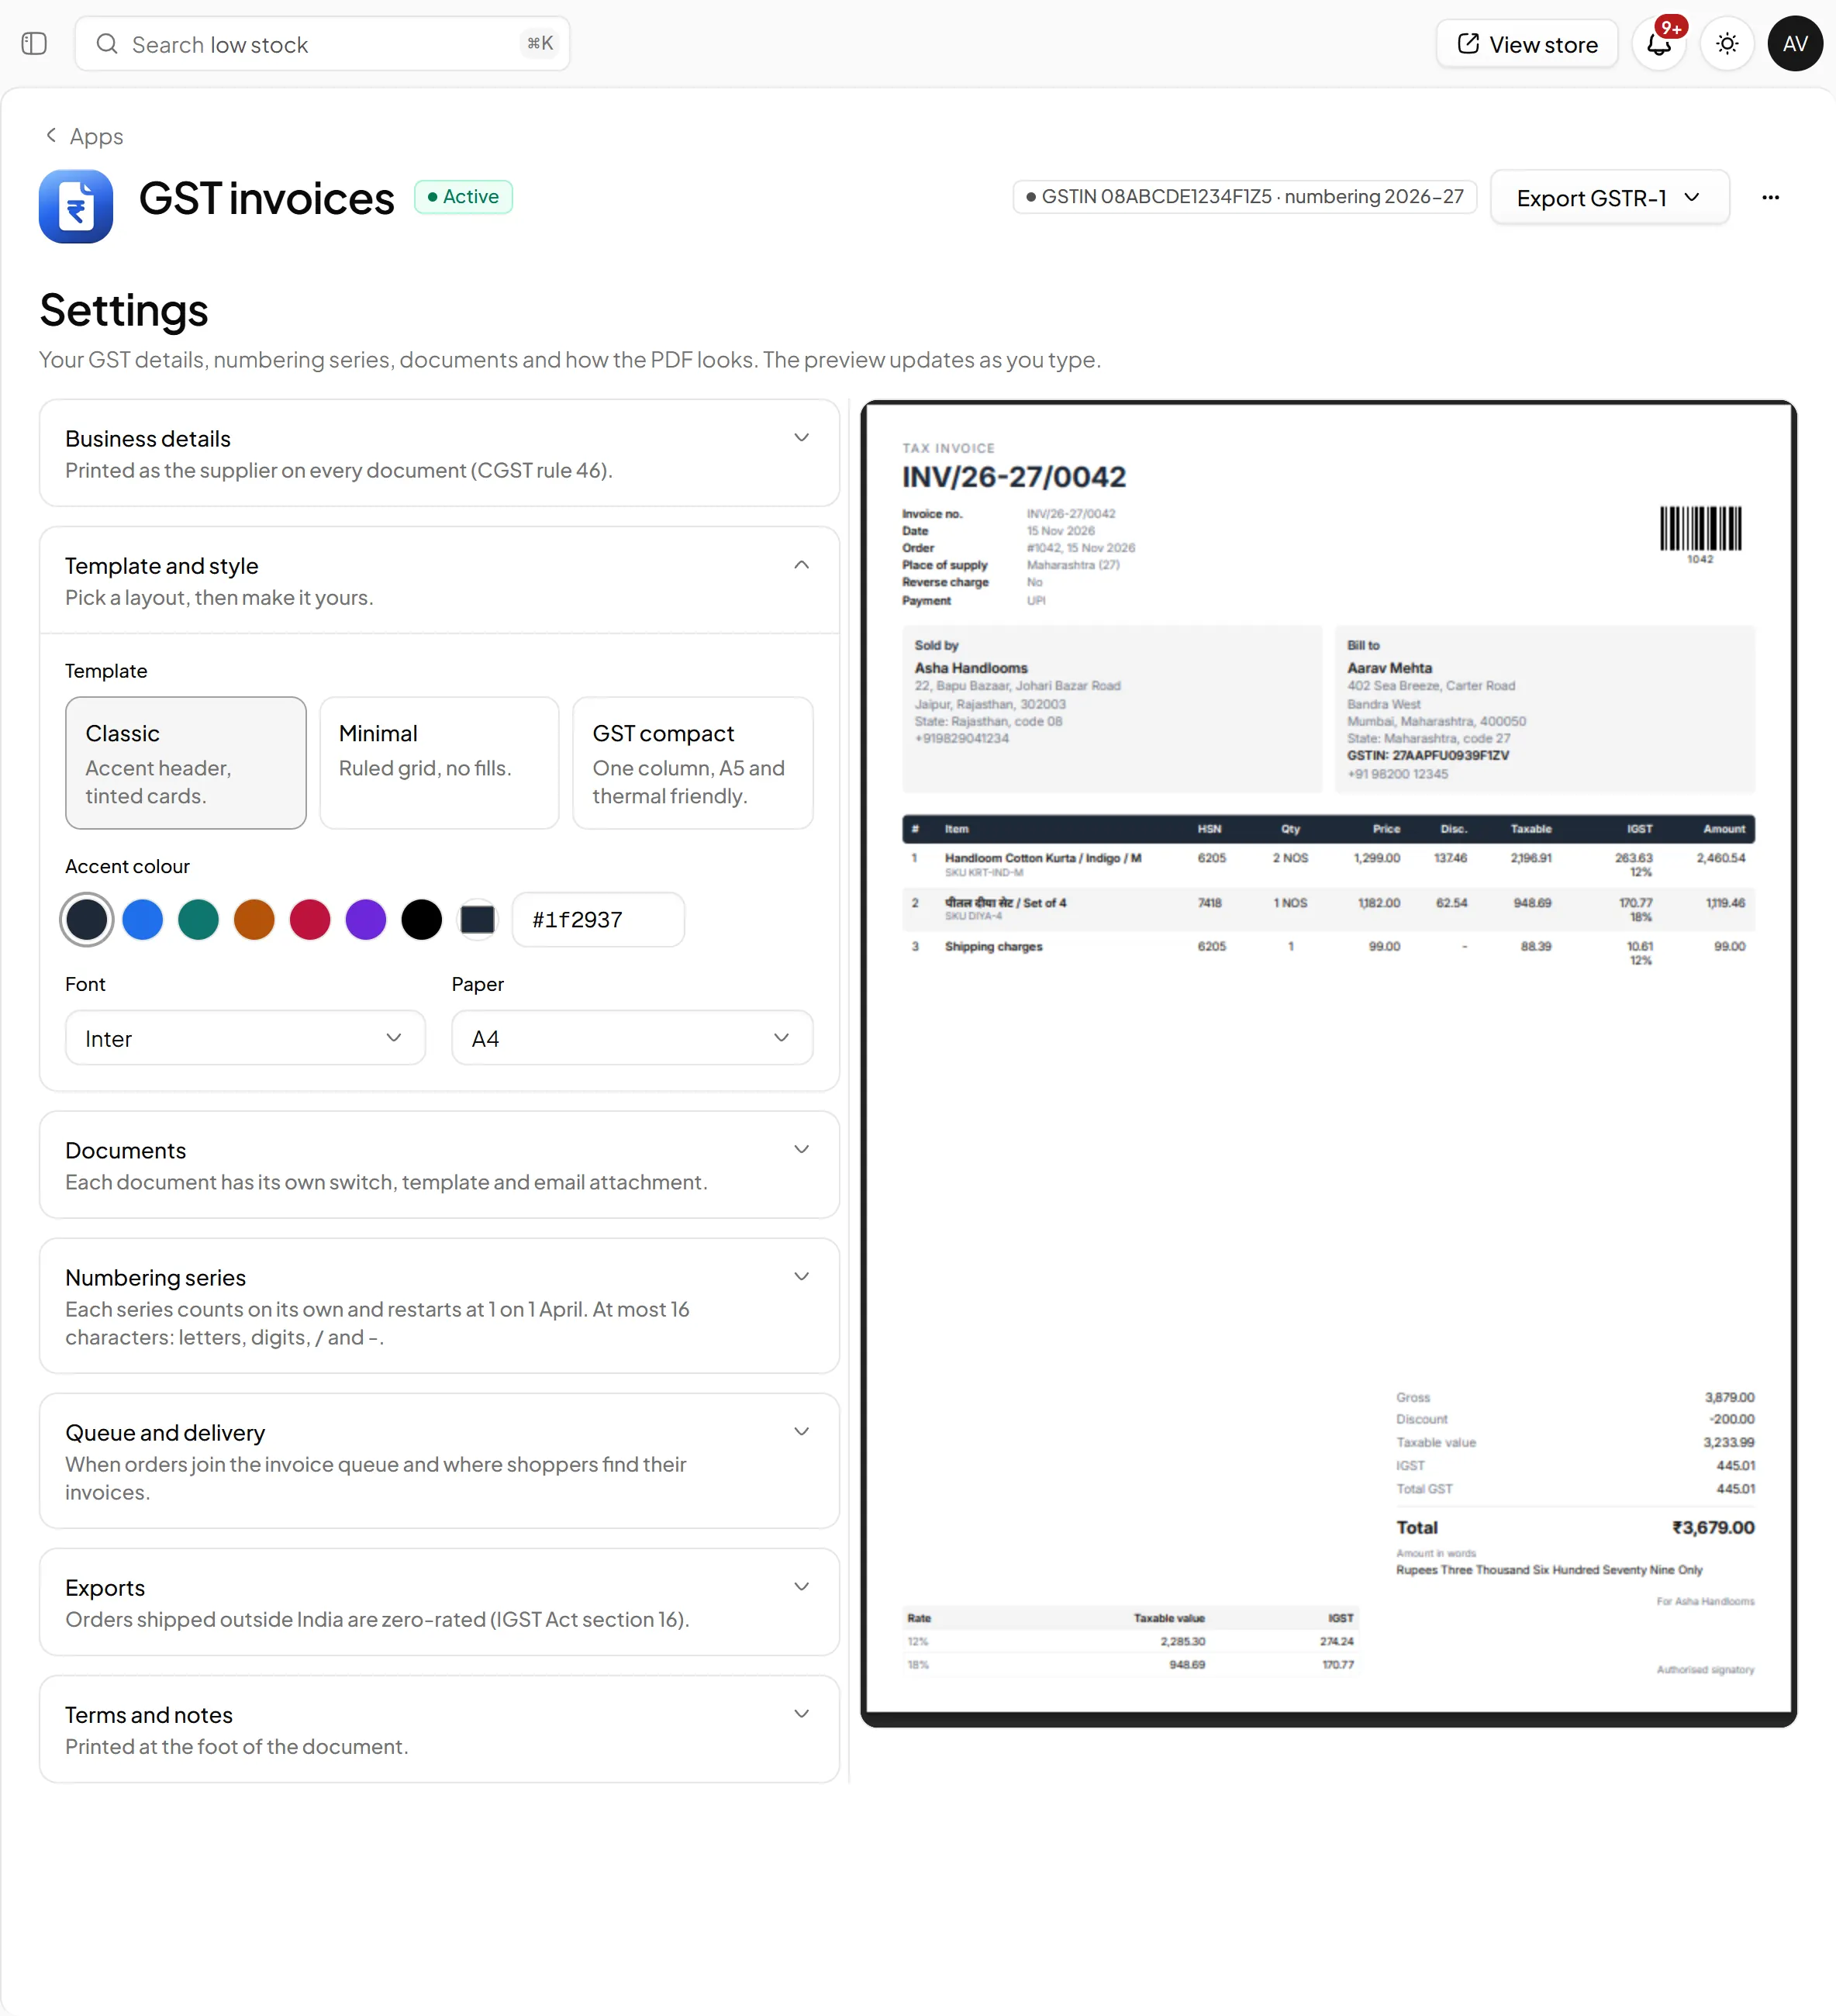 Search low stock
⌘K
View store
9+
AV
Apps
GST invoices
Active
GSTIN 08ABCDE1234F1Z5 · numbering 2026-27
Export GSTR-1
Settings
Your GST details, numbering series, documents and how the PDF looks. The preview updates as you type.
Business details
Printed as the supplier on every document (CGST rule 46).
Template and style
Pick a layout, then make it yours.
Template
Classic
Accent header,
tinted cards.
Minimal
Ruled grid, no fills.
GST compact
One column, A5 and
thermal friendly.
Accent colour
#1f2937
Font
Paper
Inter
A4
Documents
Each document has its own switch, template and email attachment.
Numbering series
Each series counts on its own and restarts at 1 on 1 April. At most 16
characters: letters, digits, / and -.
Queue and delivery
When orders join the invoice queue and where shoppers find their
invoices.
Exports
Orders shipped outside India are zero-rated (IGST Act section 16).
Terms and notes
Printed at the foot of the document.
TAX INVOICE
INV/26-27/0042
Invoice no. INV/26-27/0042
Date 15 Nov 2026
Order #1042, 15 Nov 2026
Place of supply Maharashtra (27)
Reverse charge No
Payment UPI
1042
Sold by
Asha Handlooms
22, Bapu Bazaar, Johari Bazar Road
Jaipur, Rajasthan, 302003
State: Rajasthan, code 08
+919829041234
Bill to
Aarav Mehta
402 Sea Breeze, Carter Road
Bandra West
Mumbai, Maharashtra, 400050
State: Maharashtra, code 27
GSTIN: 27AAPFU0939F1ZV
+91 98200 12345
# Item HSN Qty Price Disc. Taxable IGST Amount
1 Handloom Cotton Kurta / Indigo / M 6205 2 NOS 1,299.00 137.46 2,196.91 263.63 2,460.54
SKU KRT-IND-M 12%
2 पीतल दीया सेट / Set of 4 7418 1 NOS 1,182.00 62.54 948.69 170.77 1,119.46
SKU DIYA-4 18%
3 Shipping charges 6205 1 99.00 - 88.39 10.61 99.00
12%
Gross 3,879.00
Discount -200.00
Taxable value 3,233.99
IGST 445.01
Total GST 445.01
Total ₹3,679.00
Amount in words
Rupees Three Thousand Six Hundred Seventy Nine Only
For Asha Handlooms
Rate Taxable value IGST
12% 2,285.30 274.24
18% 948.69 170.77
Authorised signatory